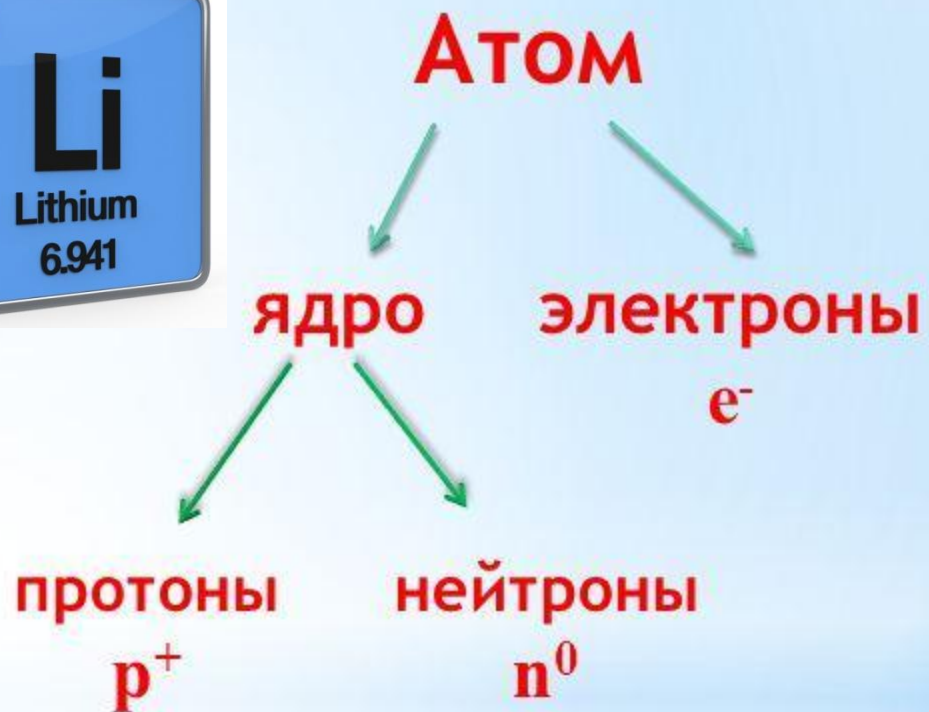 Li
Lithium
6.941
Атом
ядро электроны
e⁻
протоны нейтроны
p⁺ n⁰